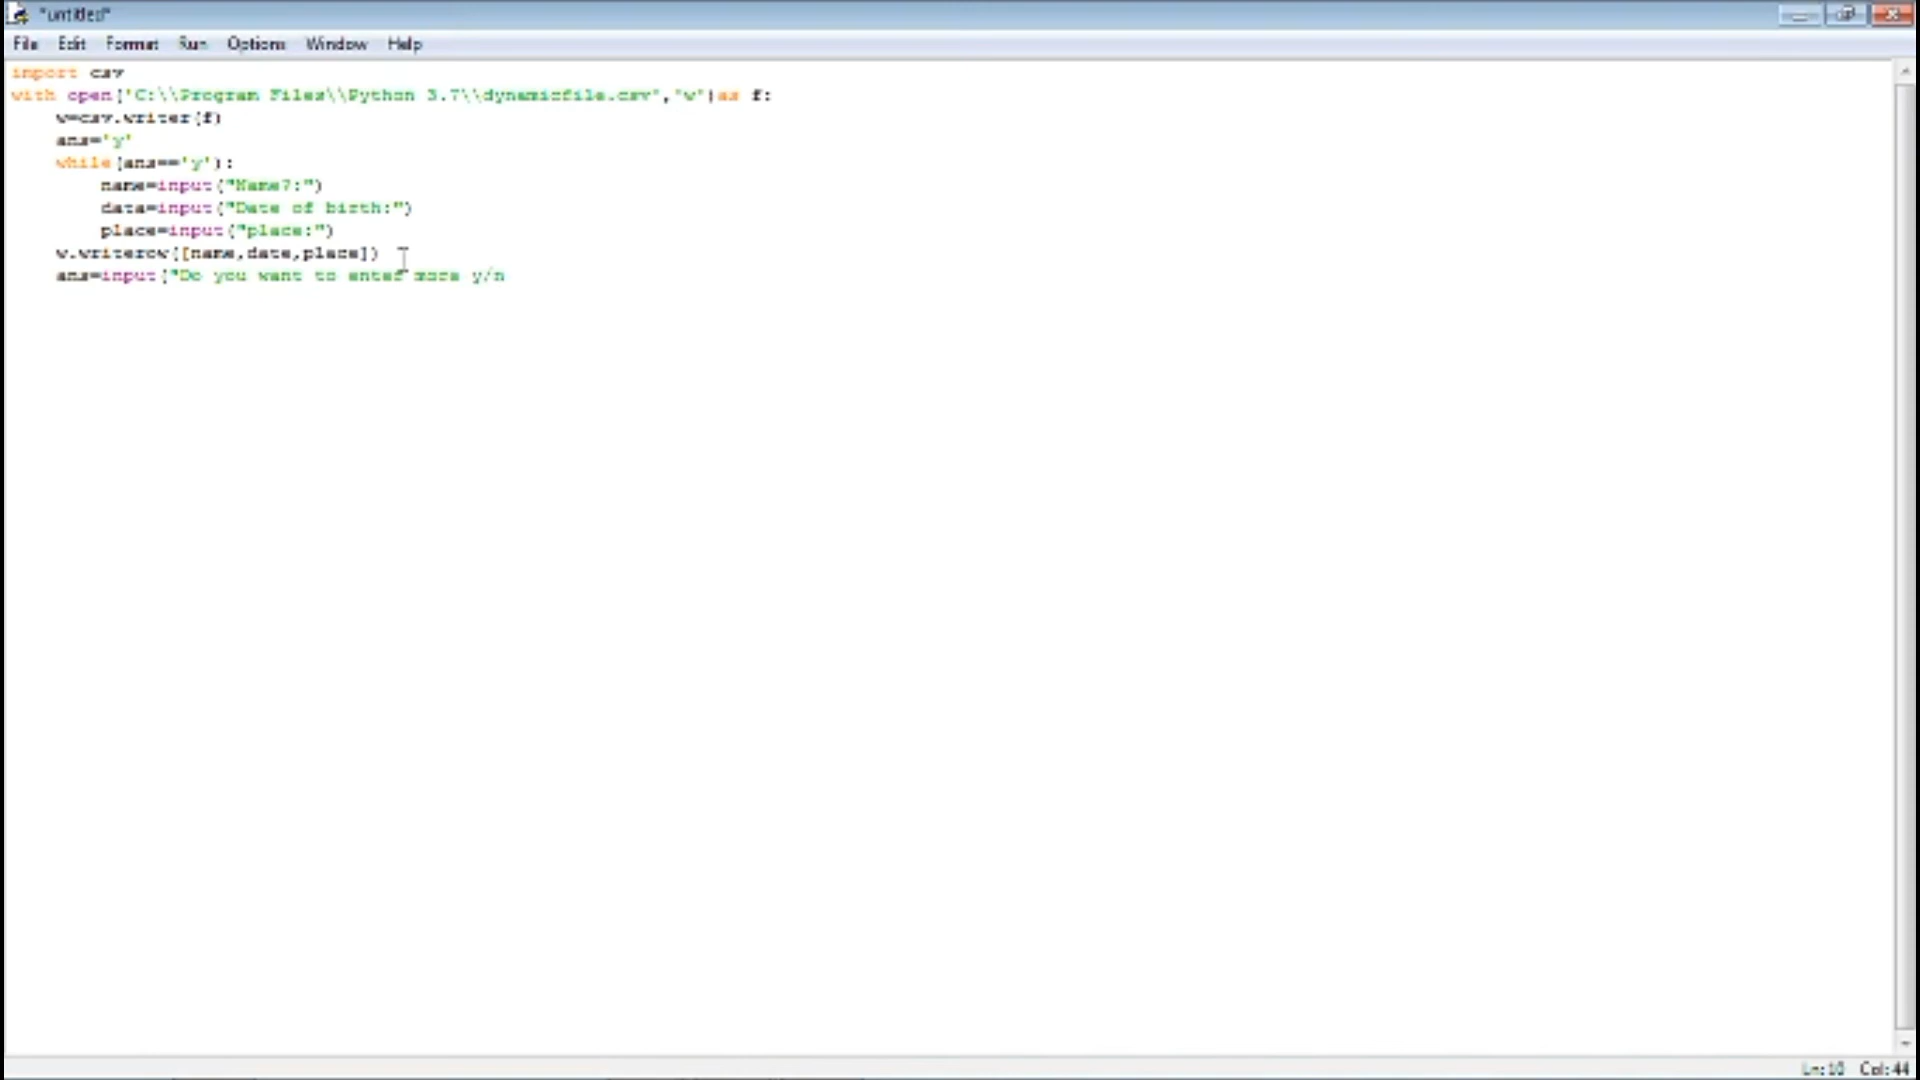 *untitled*
File Edit Format Run Options Window Help
import csv
with open('C:\\Program Files\\Python 3.7\\dynamicfile.csv','w')as f:
    w=csv.writer(f)
    ans='y'
    while(ans=='y'):
        name=input("Name?:")
        data=input("Date of birth:")
        place=input("place:")
    w.writerow([name,date,place])
    ans=input("Do you want to enter more y/n
Ln:10 Col:44